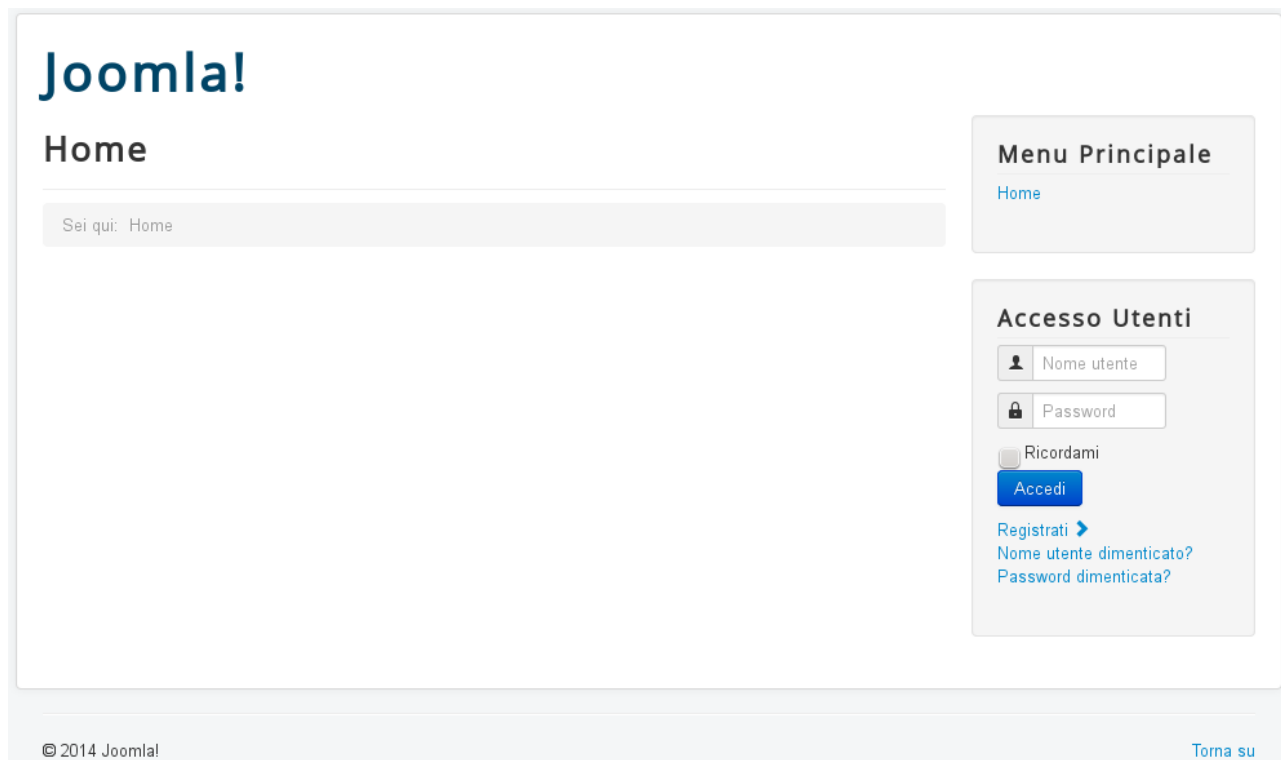 Joomla!
Home
Sei qui: Home
Menu Principale
Home
Accesso Utenti
Nome utente
Password
Ricordami
Accedi
Registrati
Nome utente dimenticato?
Password dimenticata?
© 2014 Joomla!
Torna su